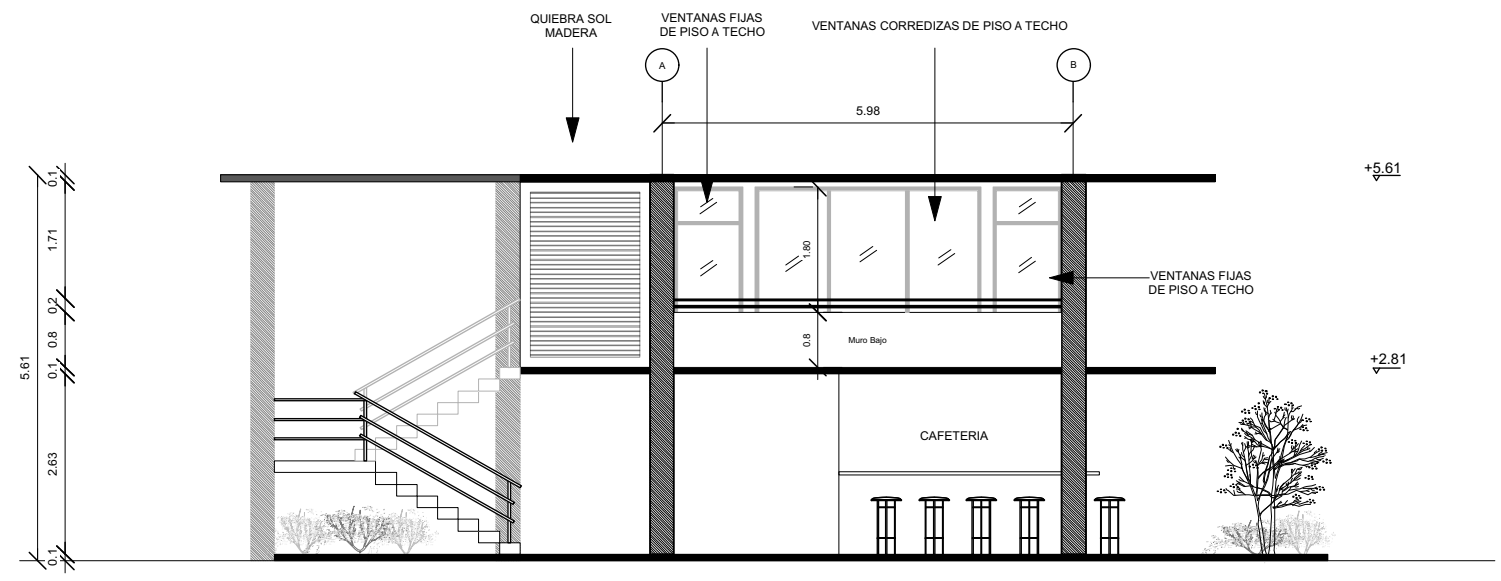 QUIEBRA SOL
MADERA
VENTANAS FIJAS
DE PISO A TECHO
VENTANAS CORREDIZAS DE PISO A TECHO
A
B
5.98
+5.61
0.1
1.71
0.2
0.8
0.1
2.63
0.1
5.61
1.80
VENTANAS FIJAS
DE PISO A TECHO
0.8
Muro Bajo
+2.81
CAFETERIA